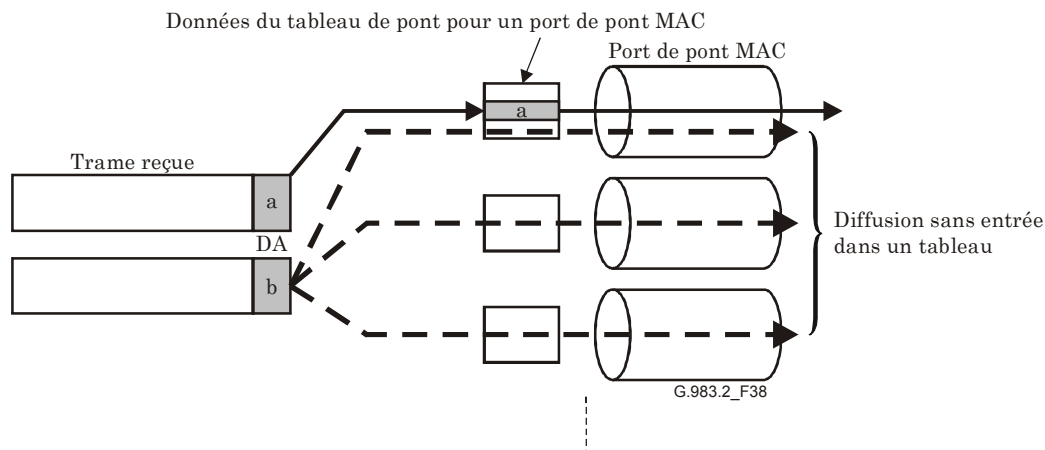 Données du tableau de pont pour un port de pont MAC
Port de pont MAC
a
Trame reçue
a
DA
b
Diffusion sans entrée
dans un tableau
G.983.2_F38